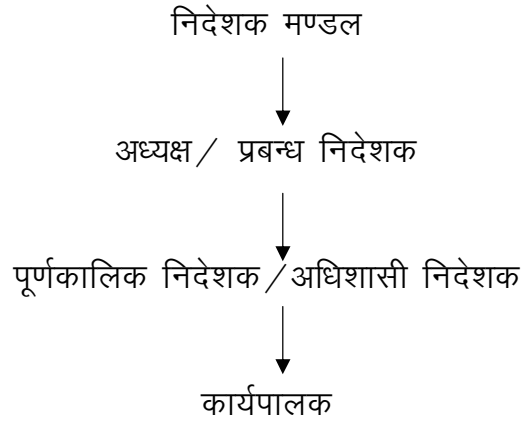 निदेशक मण्डल
अध्यक्ष / प्रबन्ध निदेशक
पूर्णकालिक निदेशक / अधिशासी निदेशक
कार्यपालक